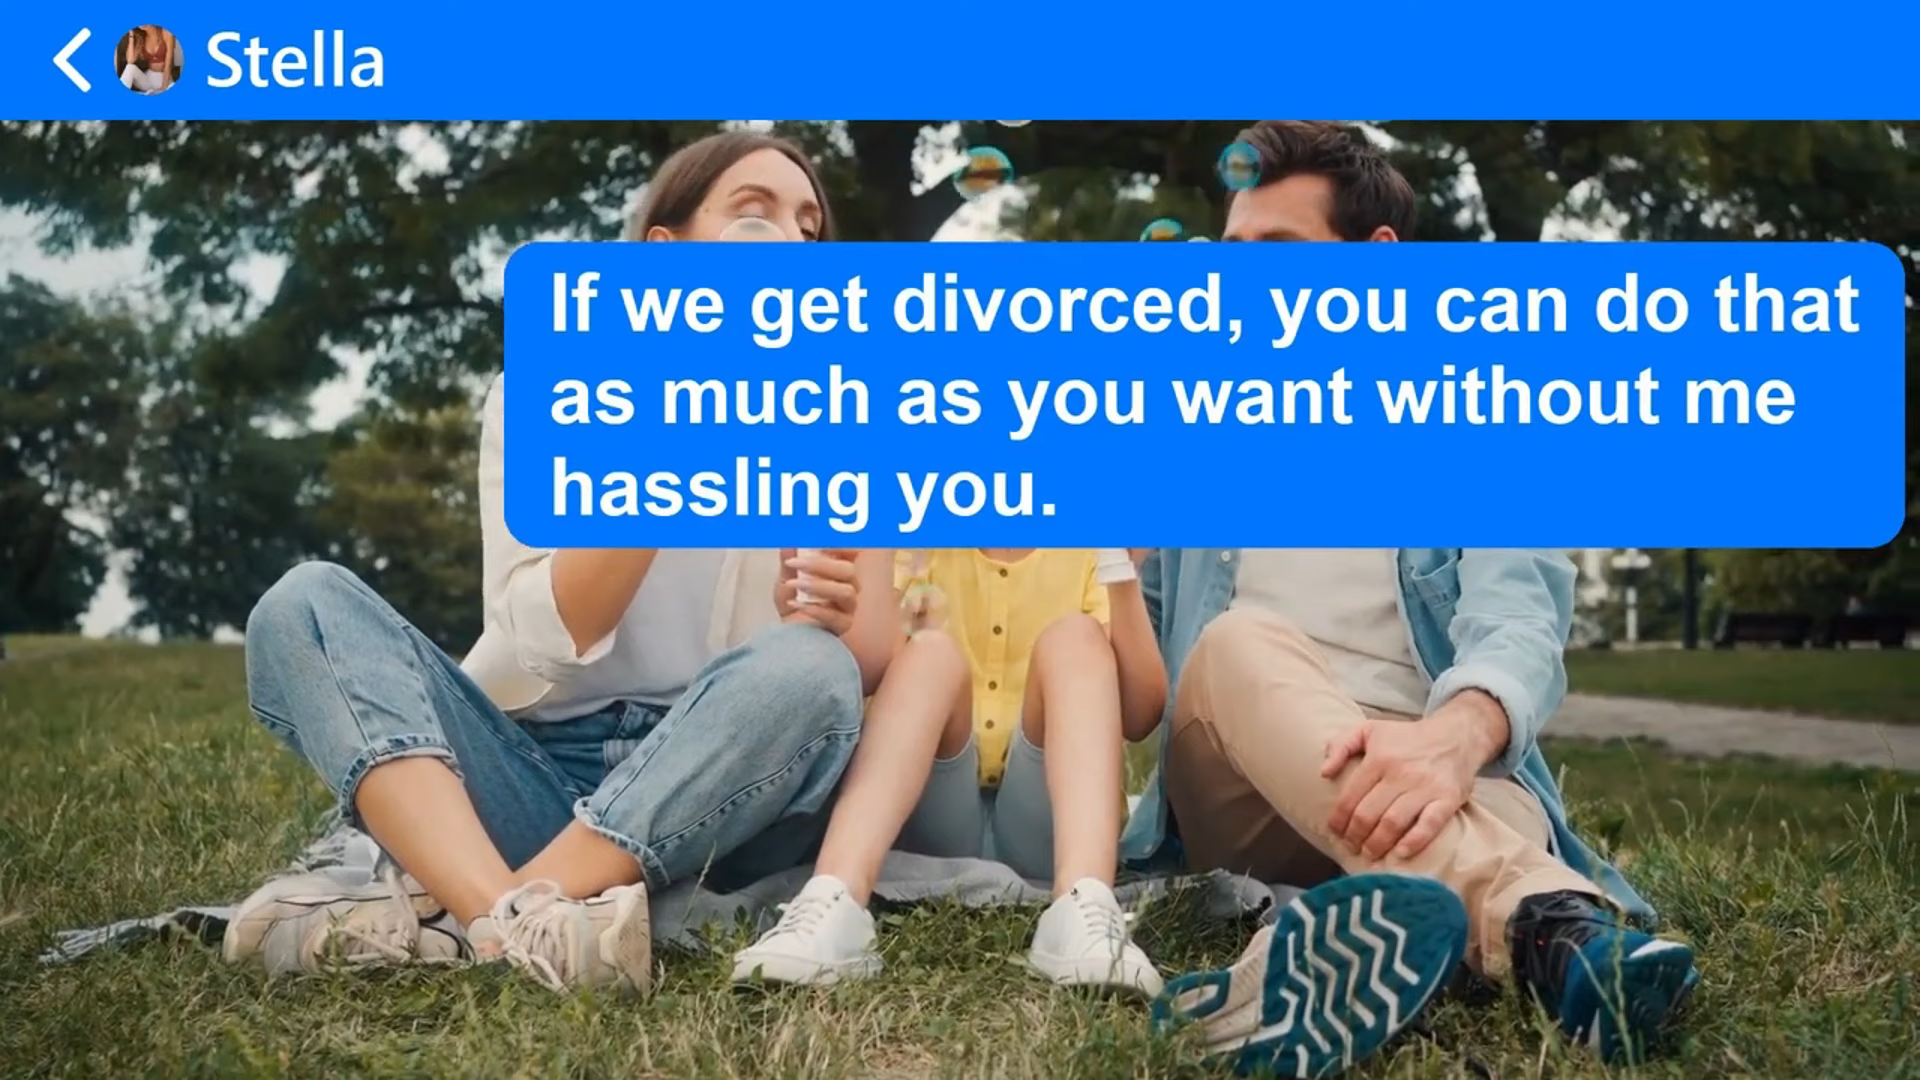 Stella
If we get divorced, you can do that
as much as you want without me
hassling you.